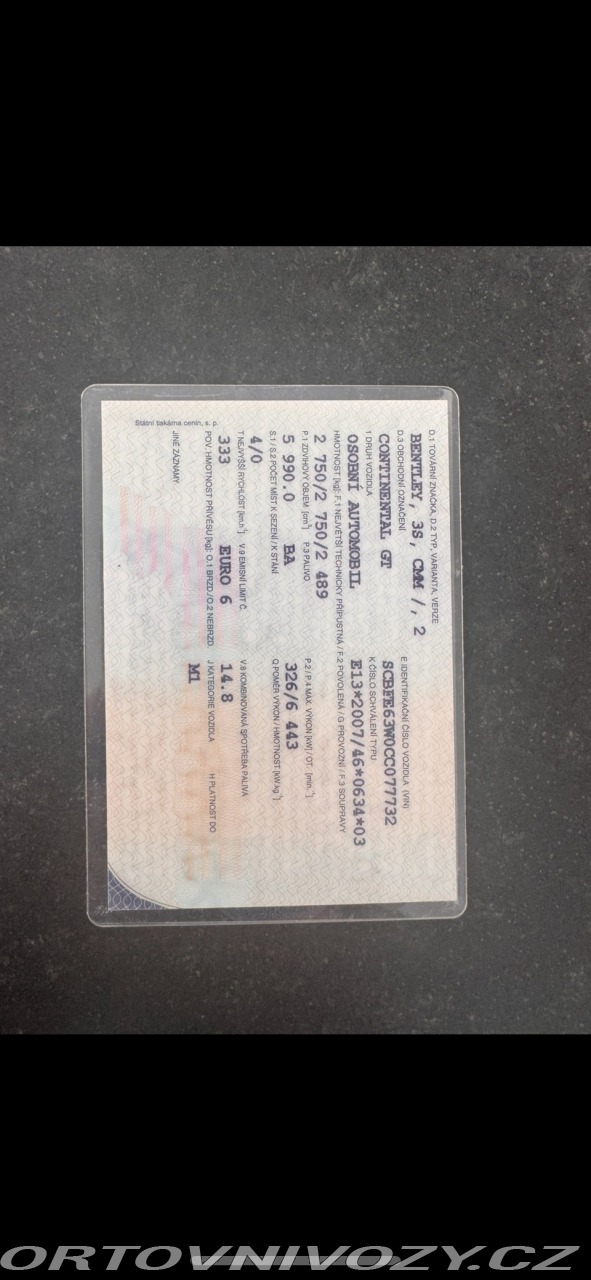 D.1 TOVÁRNÍ ZNAČKA, D.2 TYP, VARIANTA, VERZE
BENTLEY, 3S, CMM /, 2
E IDENTIFIKAČNÍ ČÍSLO VOZIDLA (VIN)
D.3 OBCHODNÍ OZNAČENÍ
CONTINENTAL GT
SCBFE63W0CC077732
1 DRUH VOZIDLA
K ČÍSLO SCHVÁLENÍ TYPU
OSOBNÍ AUTOMOBIL
E13*2007/46*0634*03
HMOTNOST [kg]: F.1 NEJVĚTŠÍ TECHNICKY PŘÍPUSTNÁ / F.2 POVOLENÁ / G PROVOZNÍ / F.3 SOUPRAVY
2 750/2 750/2 489
P.1 ZDVIHOVÝ OBJEM [cm³] P.3 PALIVO
P.2 / P.4 MAX. VÝKON [kW] / OT. [min.⁻¹]
5 990.0 BA
326/6 443
S.1 / S.2 POČET MÍST K SEZENÍ / K STÁNÍ
Q POMĚR VÝKON / HMOTNOST [kW.kg⁻¹]
4/0
T NEJVYŠŠÍ RYCHLOST [km.h⁻¹] V.9 EMISNÍ LIMIT Č.
V.8 KOMBINOVANÁ SPOTŘEBA PALIVA
333 EURO 6 14.8
POV. HMOTNOST PŘÍVĚSU [kg]: O.1 BRZD./O.2 NEBRZD.
J KATEGORIE VOZIDLA
H PLATNOST DO
M1
JINÉ ZÁZNAMY
Státní tiskárna cenin, s. p.
ORTOVNIVOZY.CZ